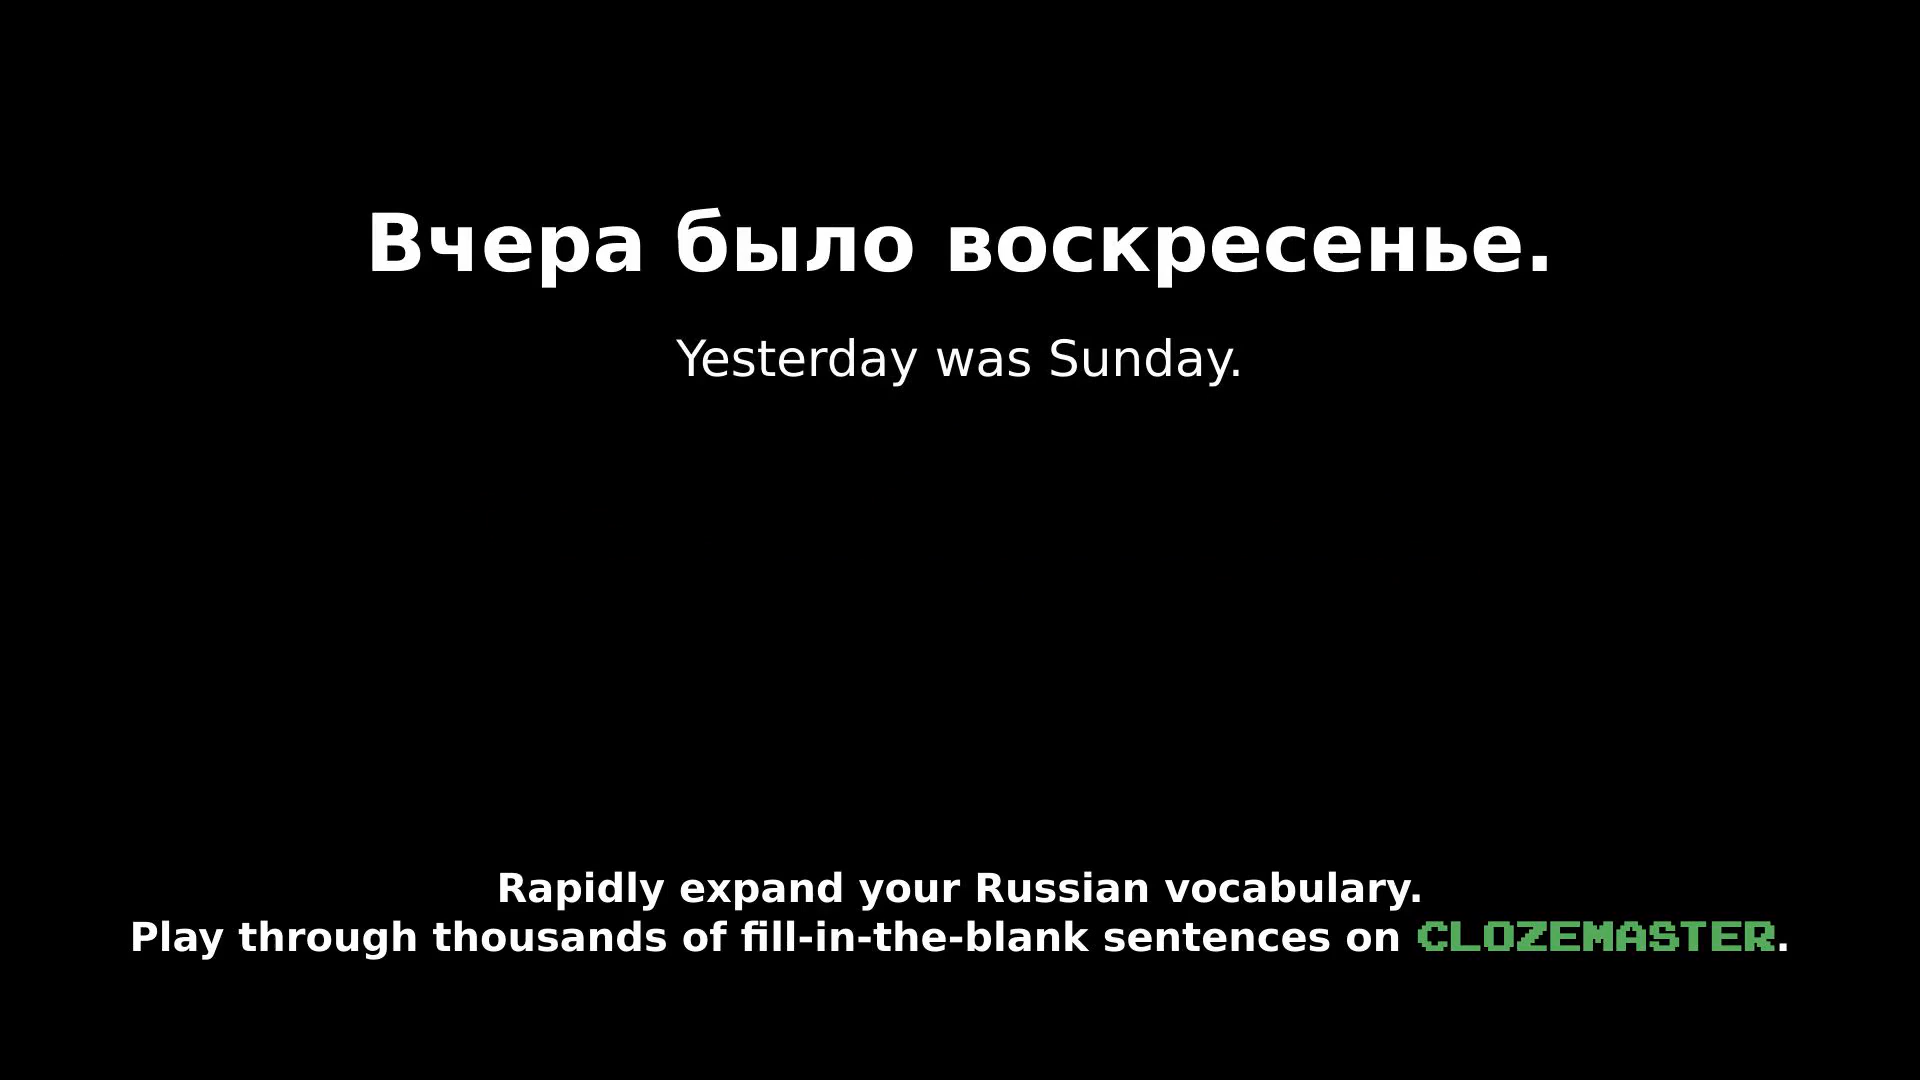 Вчера было воскресенье.
Yesterday was Sunday.
Rapidly expand your Russian vocabulary.
Play through thousands of fill-in-the-blank sentences on CLOZEMASTER.